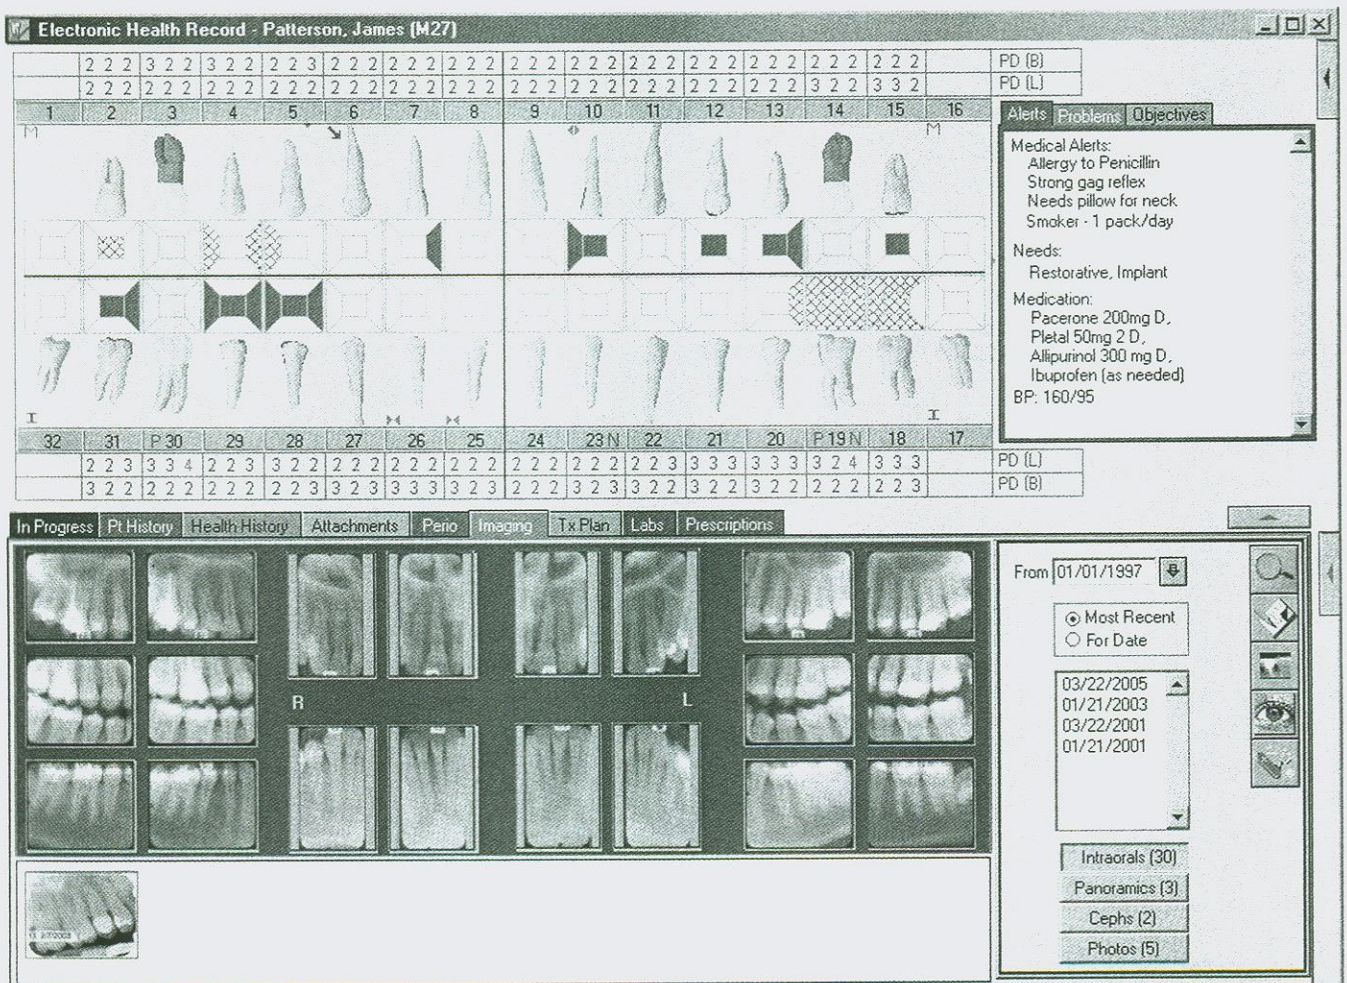 Electronic Health Record - Patterson, James (M27)
2 2 2 3 2 2 3 2 2 2 2 3 2 2 2 2 2 2 2 2 2 2 2 2 2 2 2 2 2 2 2 2 2 2 2 2 2 2 2 2 2 2 PD (B)
2 2 2 2 2 2 2 2 2 2 2 2 2 2 2 2 2 2 2 2 2 2 2 2 2 2 2 2 2 2 2 2 2 2 2 2 3 2 2 3 3 2 PD (L)
1 2 3 4 5 6 7 8 9 10 11 12 13 14 15 16
M M
I I
32 31 P 30 29 28 27 26 25 24 23 N 22 21 20 P 19 N 18 17
2 2 3 3 3 4 2 2 3 3 2 2 2 2 2 2 2 2 2 2 2 2 2 2 2 2 2 2 2 3 3 3 3 3 3 3 3 2 4 3 3 3 PD (L)
3 2 2 2 2 2 2 2 2 2 2 3 3 2 3 3 3 3 3 2 3 2 2 2 3 2 3 3 2 2 3 2 2 3 2 2 2 2 2 2 2 3 PD (B)
Alerts Problems Objectives
Medical Alerts:
Allergy to Penicillin
Strong gag reflex
Needs pillow for neck
Smoker - 1 pack/day
Needs:
Restorative, Implant
Medication:
Pacerone 200mg D,
Pletal 50mg 2 D,
Allipurinol 300 mg D,
Ibuprofen (as needed)
BP: 160/95
In Progress Pt History Health History Attachments Perio Imaging Tx Plan Labs Prescriptions
R L
From 01/01/1997
Most Recent
For Date
03/22/2005
01/21/2003
03/22/2001
01/21/2001
Intraorals (30)
Panoramics (3)
Cephs (2)
Photos (5)